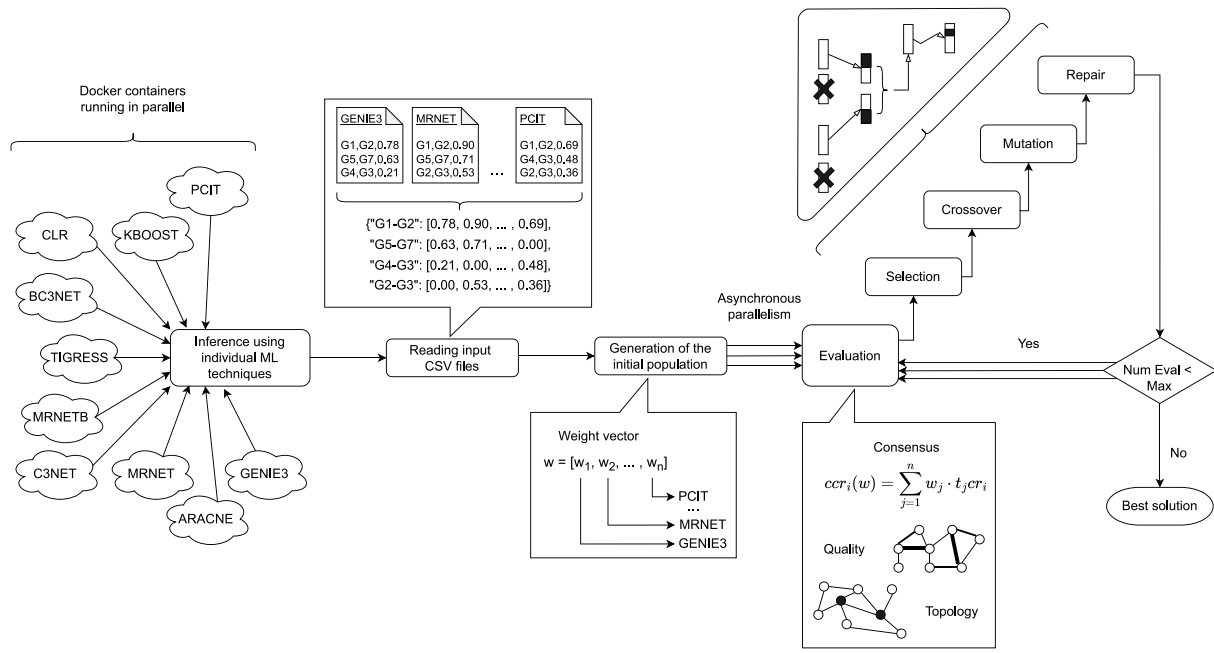 Docker containers
running in parallel
PCIT
CLR
KBOOST
BC3NET
TIGRESS
MRNETB
C3NET
MRNET
ARACNE
GENIE3
Inference using
individual ML
techniques
GENIE3
G1,G2,0.78
G5,G7,0.63
G4,G3,0.21
MRNET
G1,G2,0.90
G5,G7,0.71
G2,G3,0.53
...
PCIT
G1,G2,0.69
G4,G3,0.48
G2,G3,0.36
{"G1-G2": [0.78, 0.90, ... , 0.69],
"G5-G7": [0.63, 0.71, ... , 0.00],
"G4-G3": [0.21, 0.00, ... , 0.48],
"G2-G3": [0.00, 0.53, ... , 0.36]}
Reading input
CSV files
Generation of the
initial population
Weight vector
w = [w₁, w₂, ... , wₙ]
PCIT
...
MRNET
GENIE3
Asynchronous
parallelism
Evaluation
Consensus
ccr_i(w) = \sum_{j=1}^{n} w_j · t_jcr_i
Quality
Topology
Selection
Crossover
Mutation
Repair
Num Eval <
Max
Yes
No
Best solution